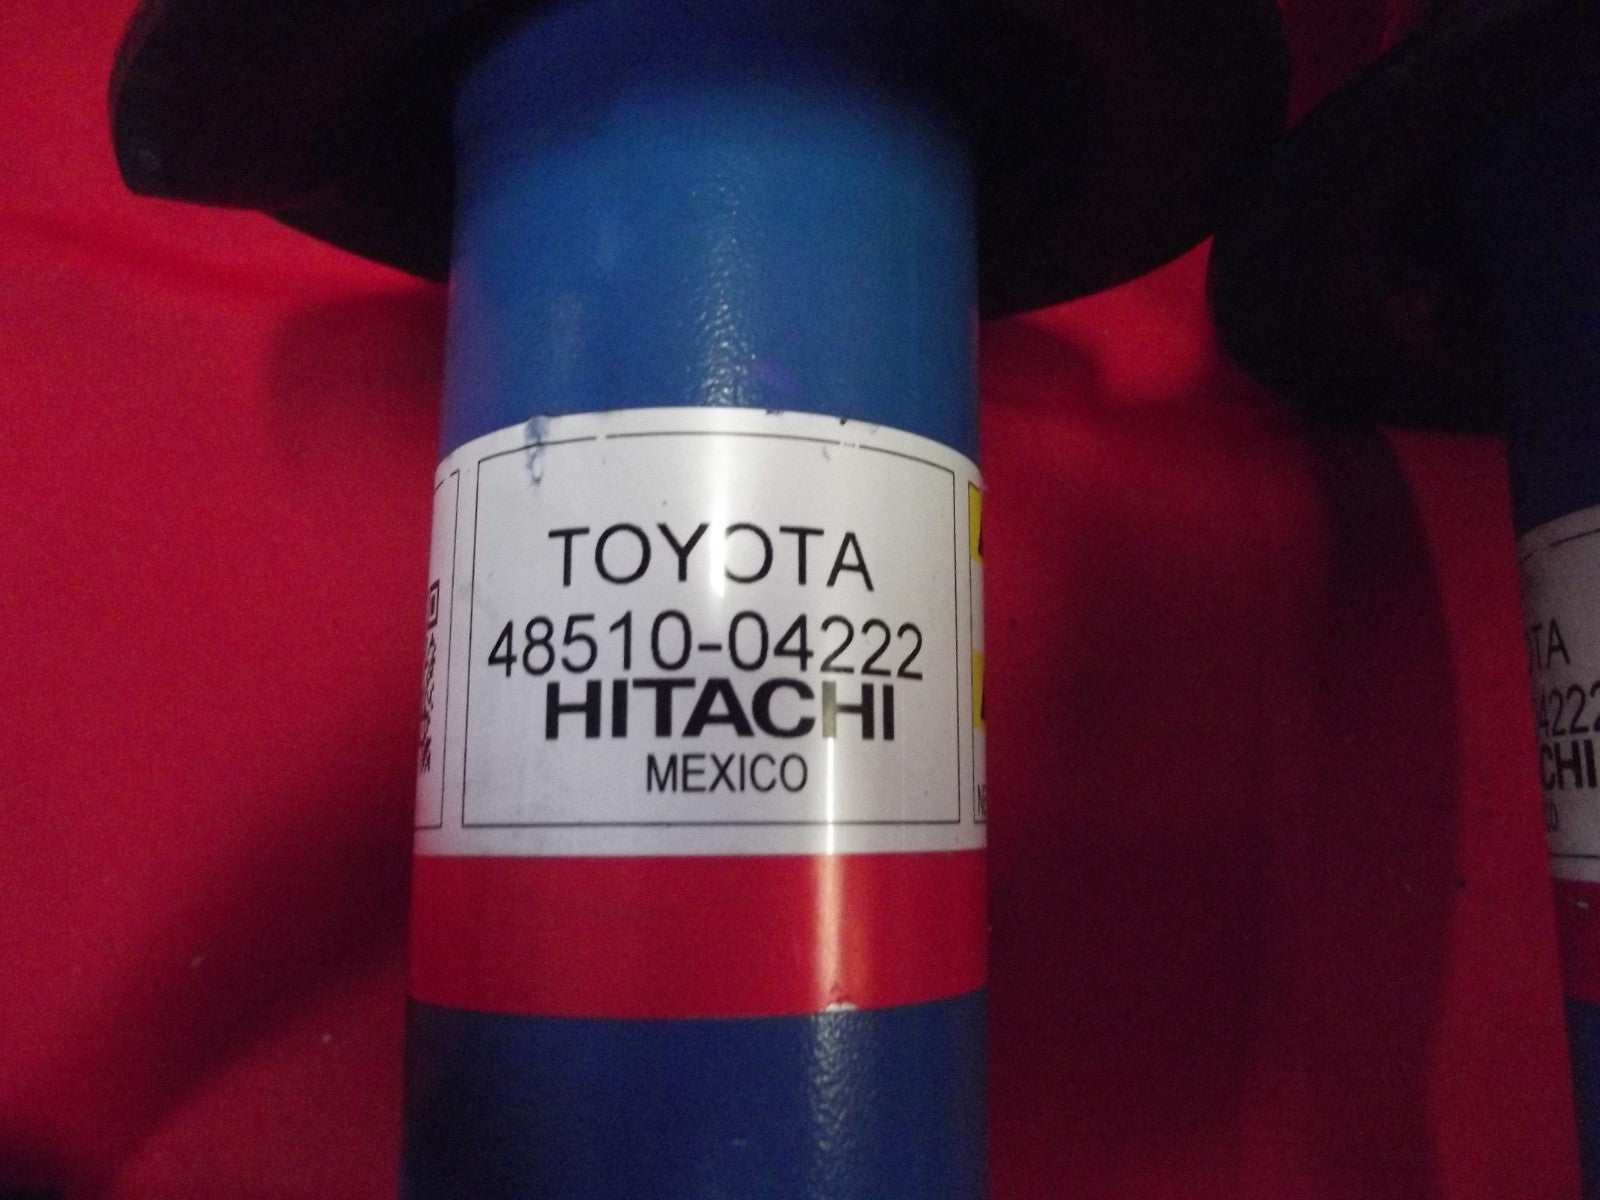 TOYOTA
48510-04222
HITACHI
MEXICO